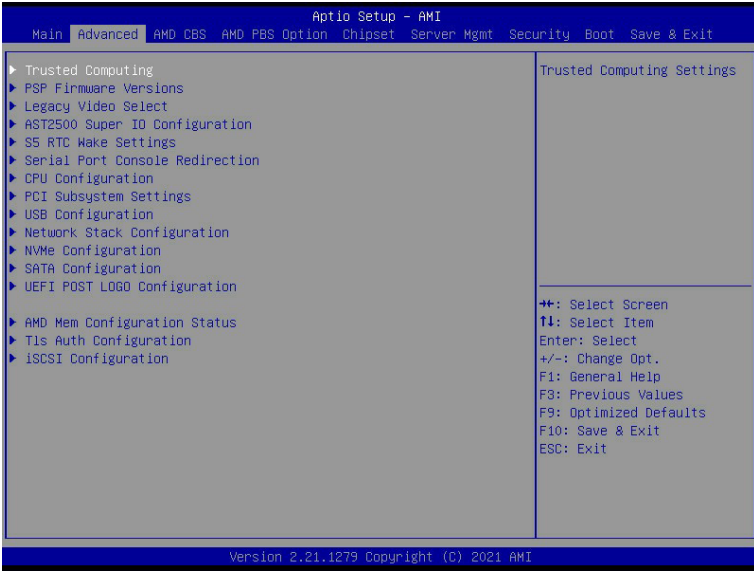 Aptio Setup - AMI
Main Advanced AMD CBS AMD PBS Option Chipset Server Mgmt Security Boot Save & Exit
Trusted Computing
PSP Firmware Versions
Legacy Video Select
AST2500 Super IO Configuration
S5 RTC Wake Settings
Serial Port Console Redirection
CPU Configuration
PCI Subsystem Settings
USB Configuration
Network Stack Configuration
NVMe Configuration
SATA Configuration
UEFI POST LOGO Configuration
AMD Mem Configuration Status
Tls Auth Configuration
iSCSI Configuration
Trusted Computing Settings
→←: Select Screen
↑↓: Select Item
Enter: Select
+/-: Change Opt.
F1: General Help
F3: Previous Values
F9: Optimized Defaults
F10: Save & Exit
ESC: Exit
Version 2.21.1279 Copyright (C) 2021 AMI